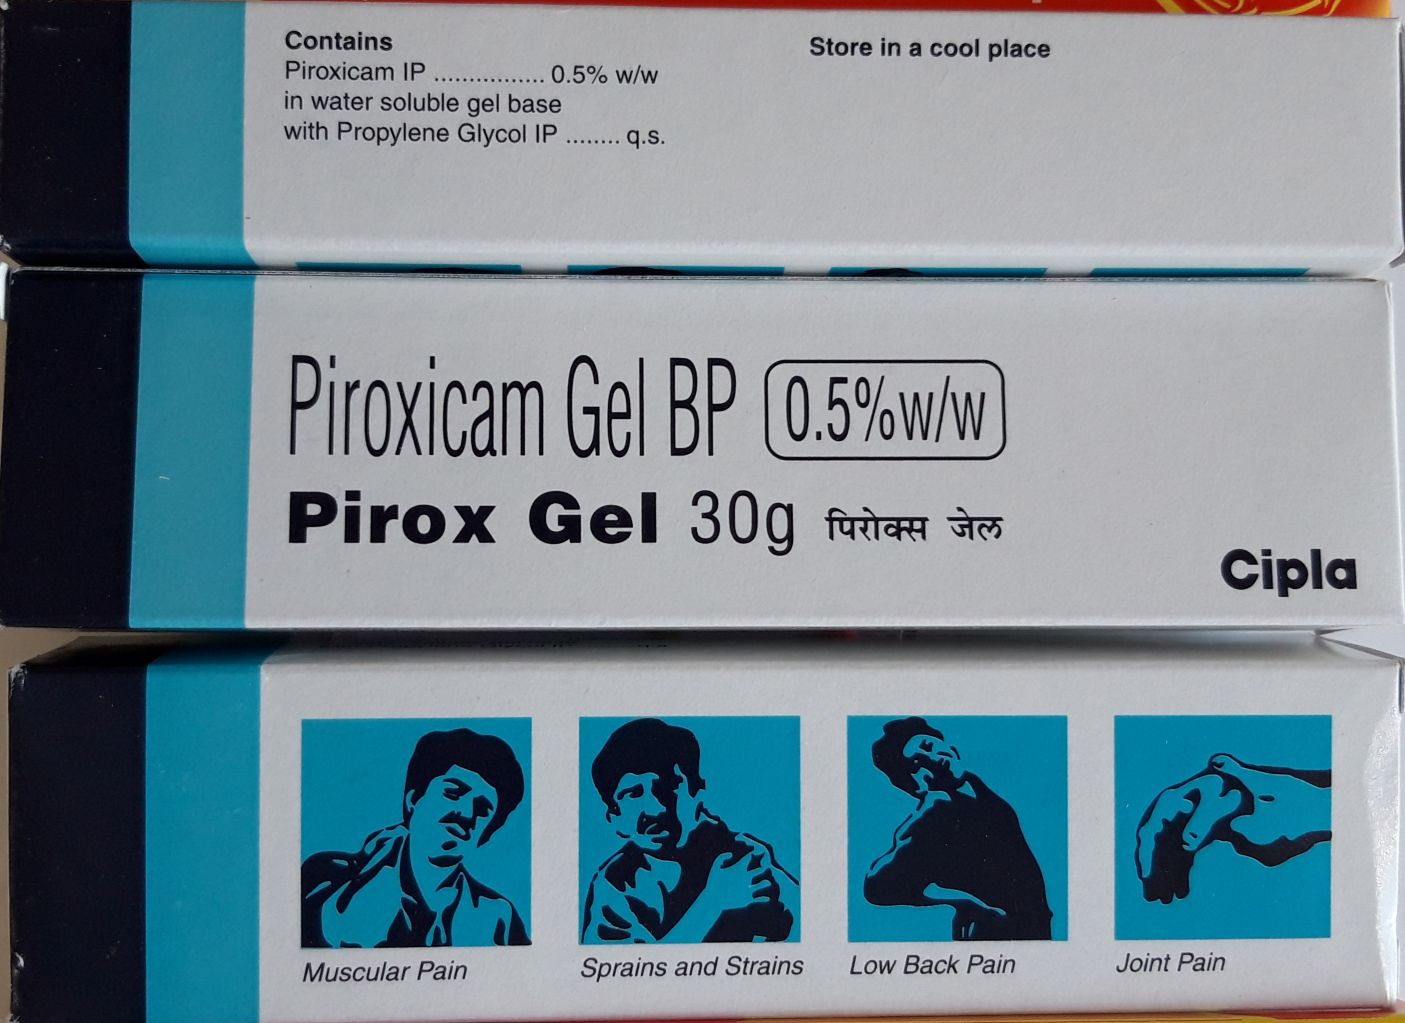 Contains
Piroxicam IP ................ 0.5% w/w
in water soluble gel base
with Propylene Glycol IP ........ q.s.
Store in a cool place
Piroxicam Gel BP 0.5%w/w
Pirox Gel 30g पिरोक्स जेल
Cipla
Muscular Pain
Sprains and Strains
Low Back Pain
Joint Pain